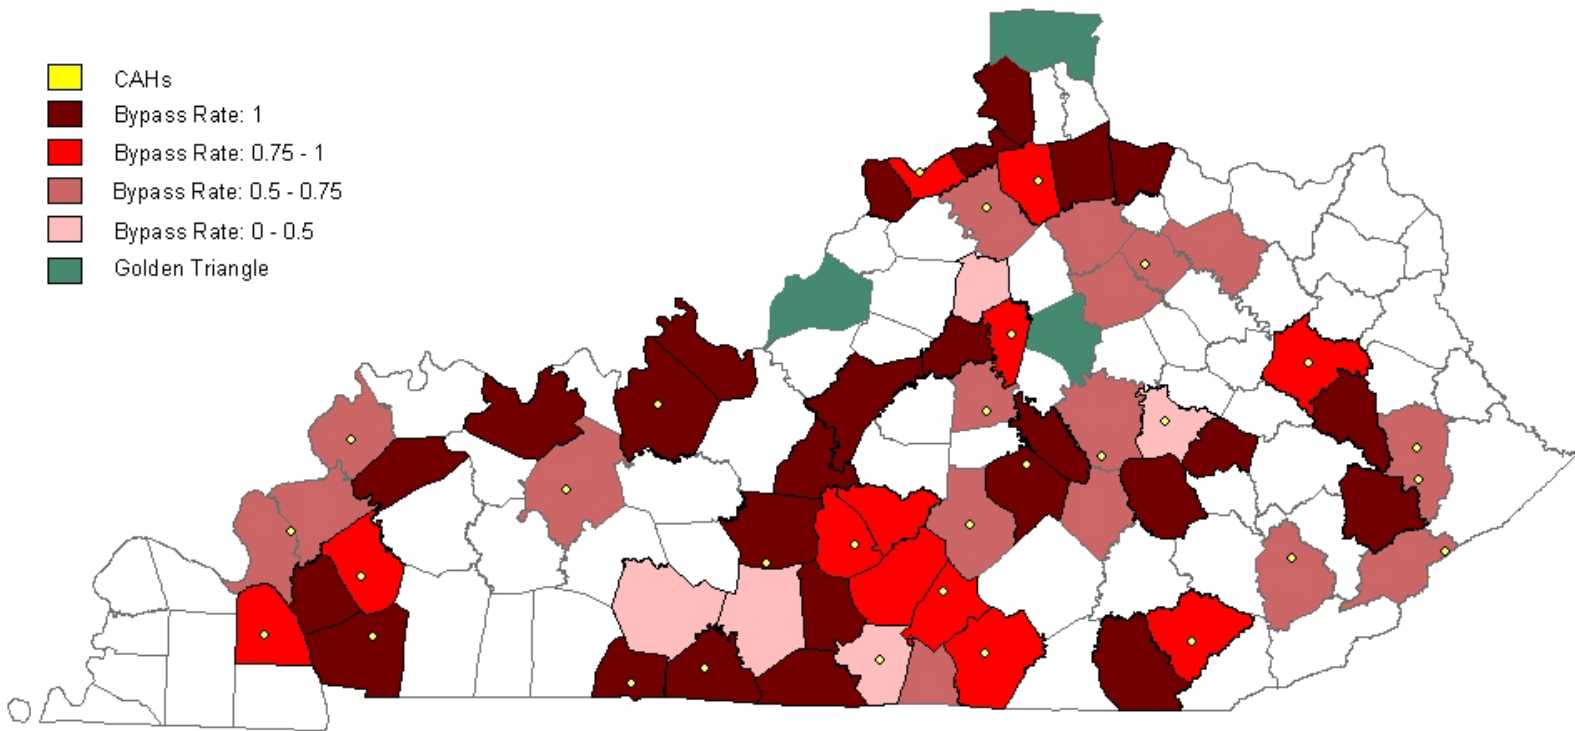 CAHs
Bypass Rate: 1
Bypass Rate: 0.75 - 1
Bypass Rate: 0.5 - 0.75
Bypass Rate: 0 - 0.5
Golden Triangle